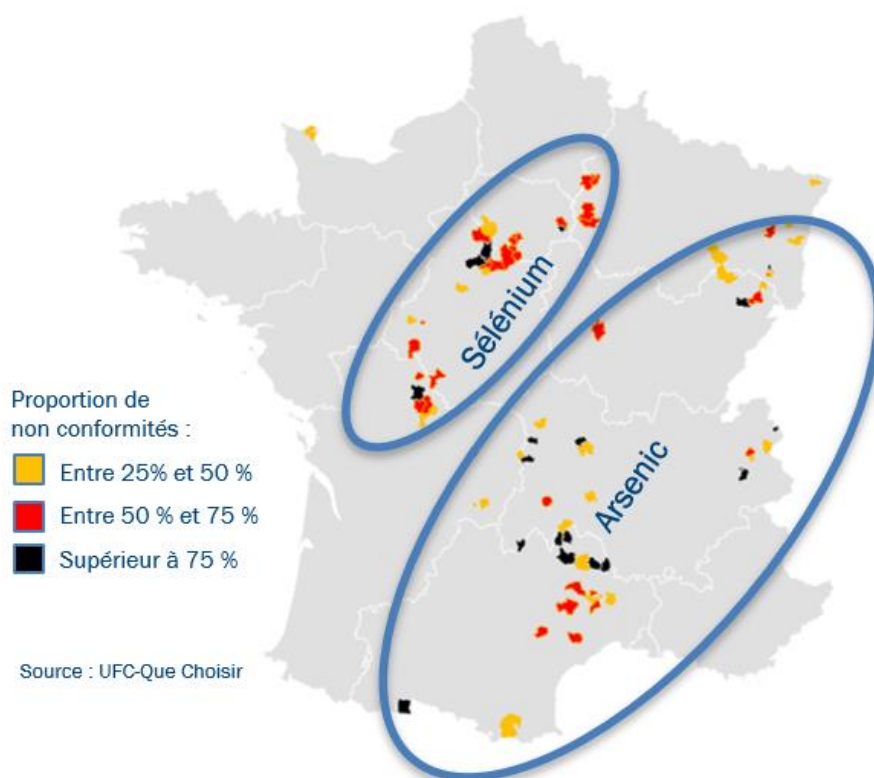 Sélénium
Proportion de
non conformités :
Entre 25% et 50 %
Entre 50 % et 75 %
Supérieur à 75 %
Arsenic
Source : UFC-Que Choisir